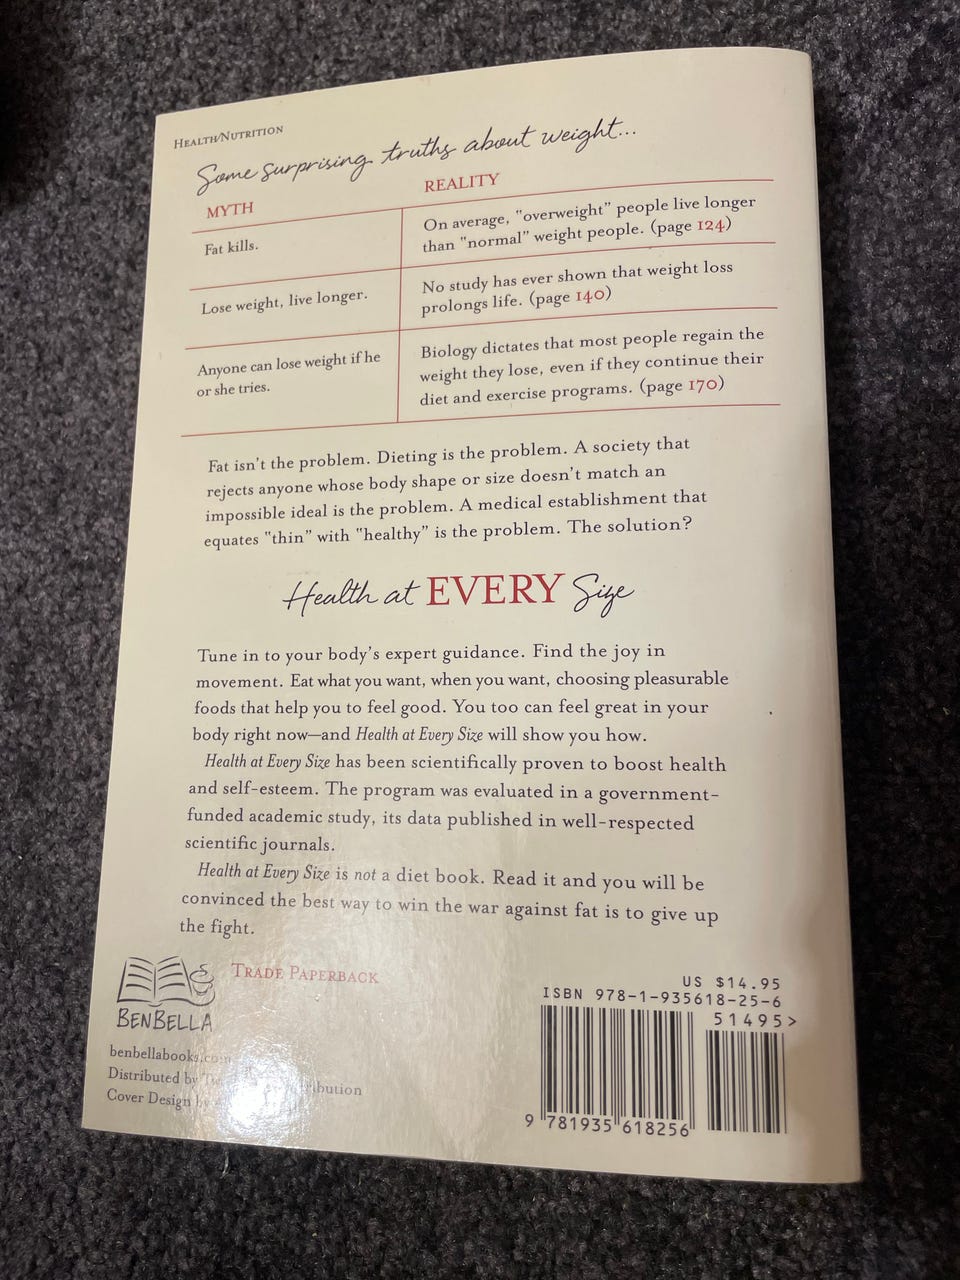 HEALTH/NUTRITION
Some surprising truths about weight...
MYTH
REALITY
Fat kills.
On average, "overweight" people live longer
than "normal" weight people. (page 124)
Lose weight, live longer.
No study has ever shown that weight loss
prolongs life. (page 140)
Anyone can lose weight if he
or she tries.
Biology dictates that most people regain the
weight they lose, even if they continue their
diet and exercise programs. (page 170)
Fat isn't the problem. Dieting is the problem. A society that
rejects anyone whose body shape or size doesn't match an
impossible ideal is the problem. A medical establishment that
equates "thin" with "healthy" is the problem. The solution?
Health at EVERY Size
Tune in to your body's expert guidance. Find the joy in
movement. Eat what you want, when you want, choosing pleasurable
foods that help you to feel good. You too can feel great in your
body right now—and Health at Every Size will show you how.
Health at Every Size has been scientifically proven to boost health
and self-esteem. The program was evaluated in a government-
funded academic study, its data published in well-respected
scientific journals.
Health at Every Size is not a diet book. Read it and you will be
convinced the best way to win the war against fat is to give up
the fight.
TRADE PAPERBACK
BENBELLA
benbellabooks.com
Distributed by
Cover Design by
US $14.95
ISBN 978-1-935618-25-6
51495>
9 781935 618256